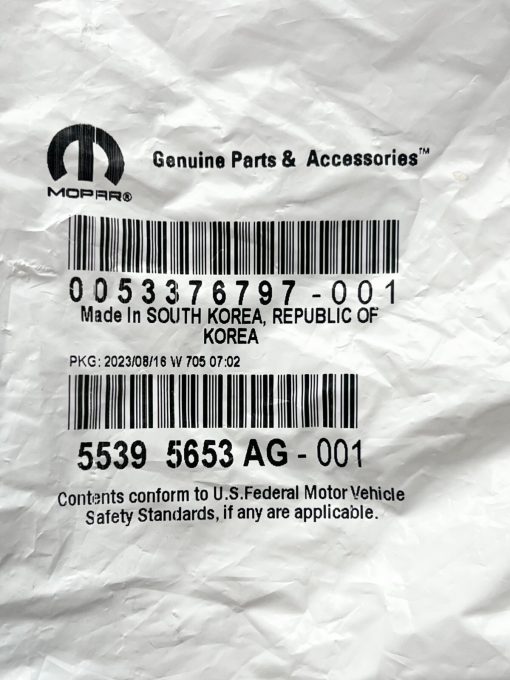 Genuine Parts & Accessories™
MOPAR®
0053376797-001
Made In SOUTH KOREA, REPUBLIC OF
KOREA
PKG: 2023/08/16 W 705 07:02
5539 5653 AG - 001
Contents conform to U.S.Federal Motor Vehicle
Safety Standards, if any are applicable.